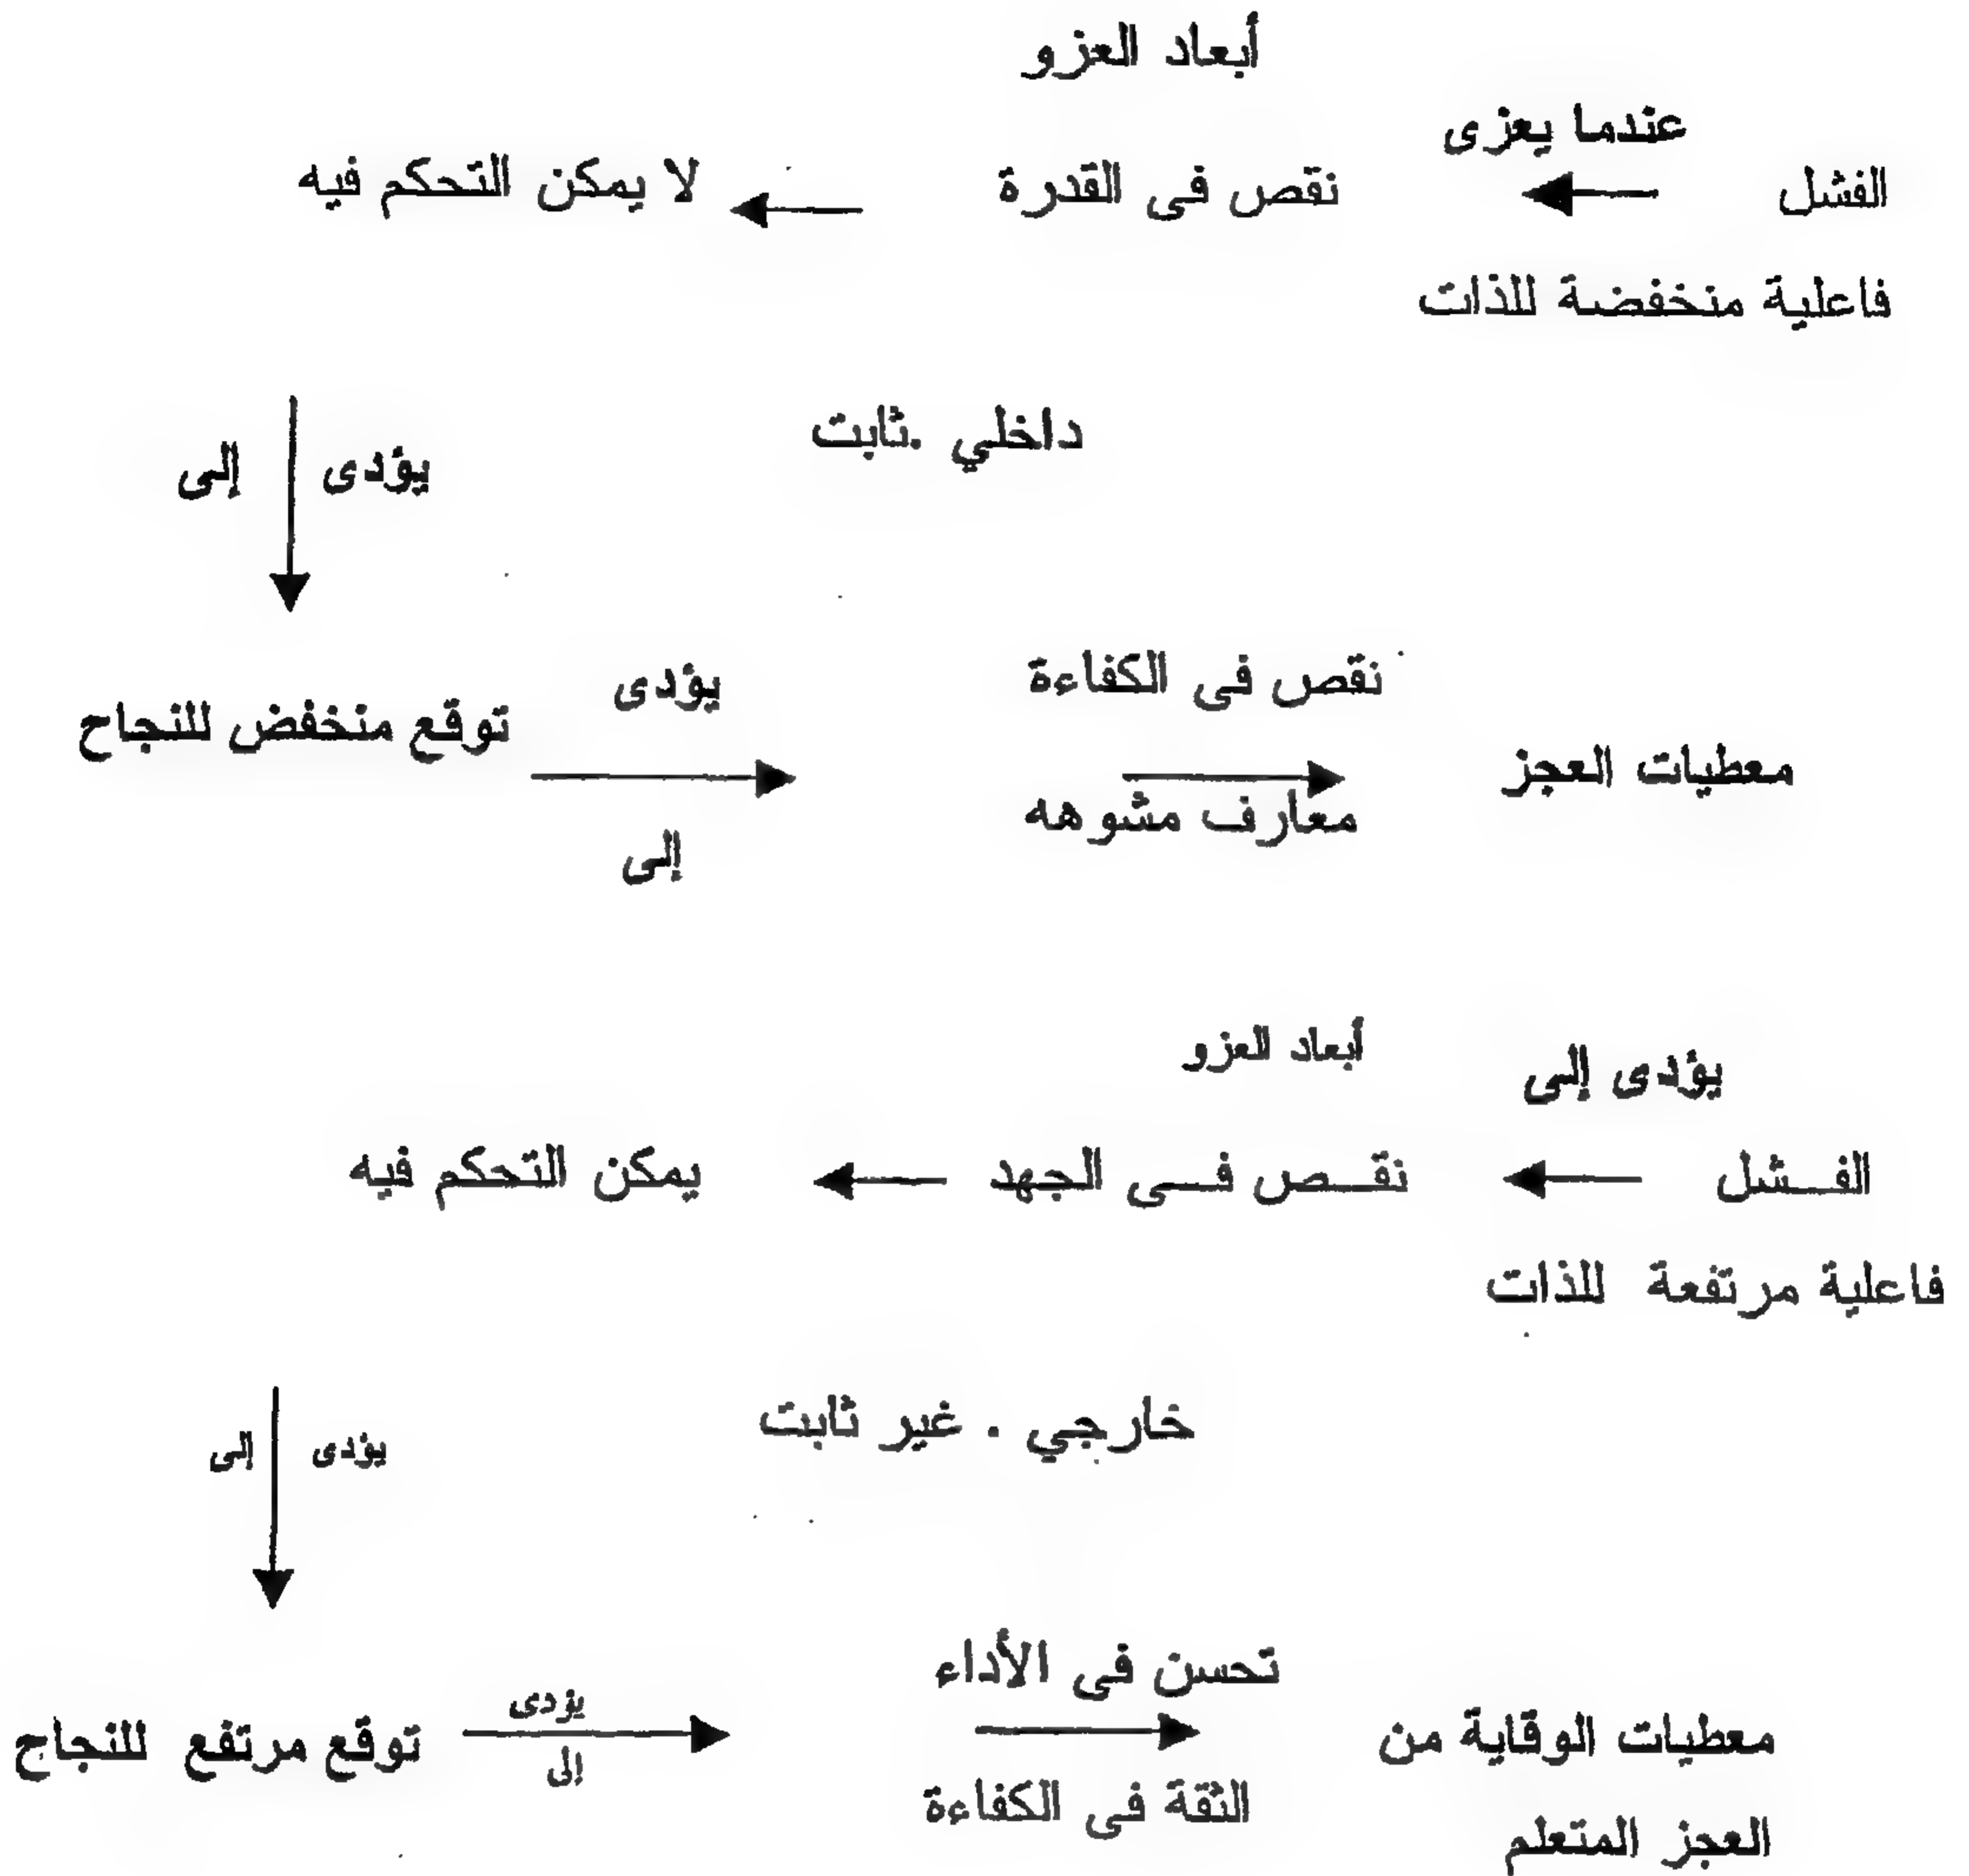 أبعاد العزو
عندما يعزى
الفشل نقص فى القدرة لا يمكن التحكم فيه
فاعلية منخفضة للذات
داخلي .ثابت
يؤدى إلى
نقص فى الكفاءة
يؤدى
توقع منخفض للنجاح
معطيات العجز
معارف مشوهه
إلى
أبعاد العزو
يؤدى إلى
الفـــشل نقـــص فـــى الجهد يمكن التحكم فيه
فاعلية مرتفعة للذات
خارجي . غير ثابت
يؤدى إلى
تحسن فى الأداء
يؤدى
توقع مرتفع للنجاح
معطيات الوقاية من
إلى
الثقة فى الكفاءة
العجز المتعلم